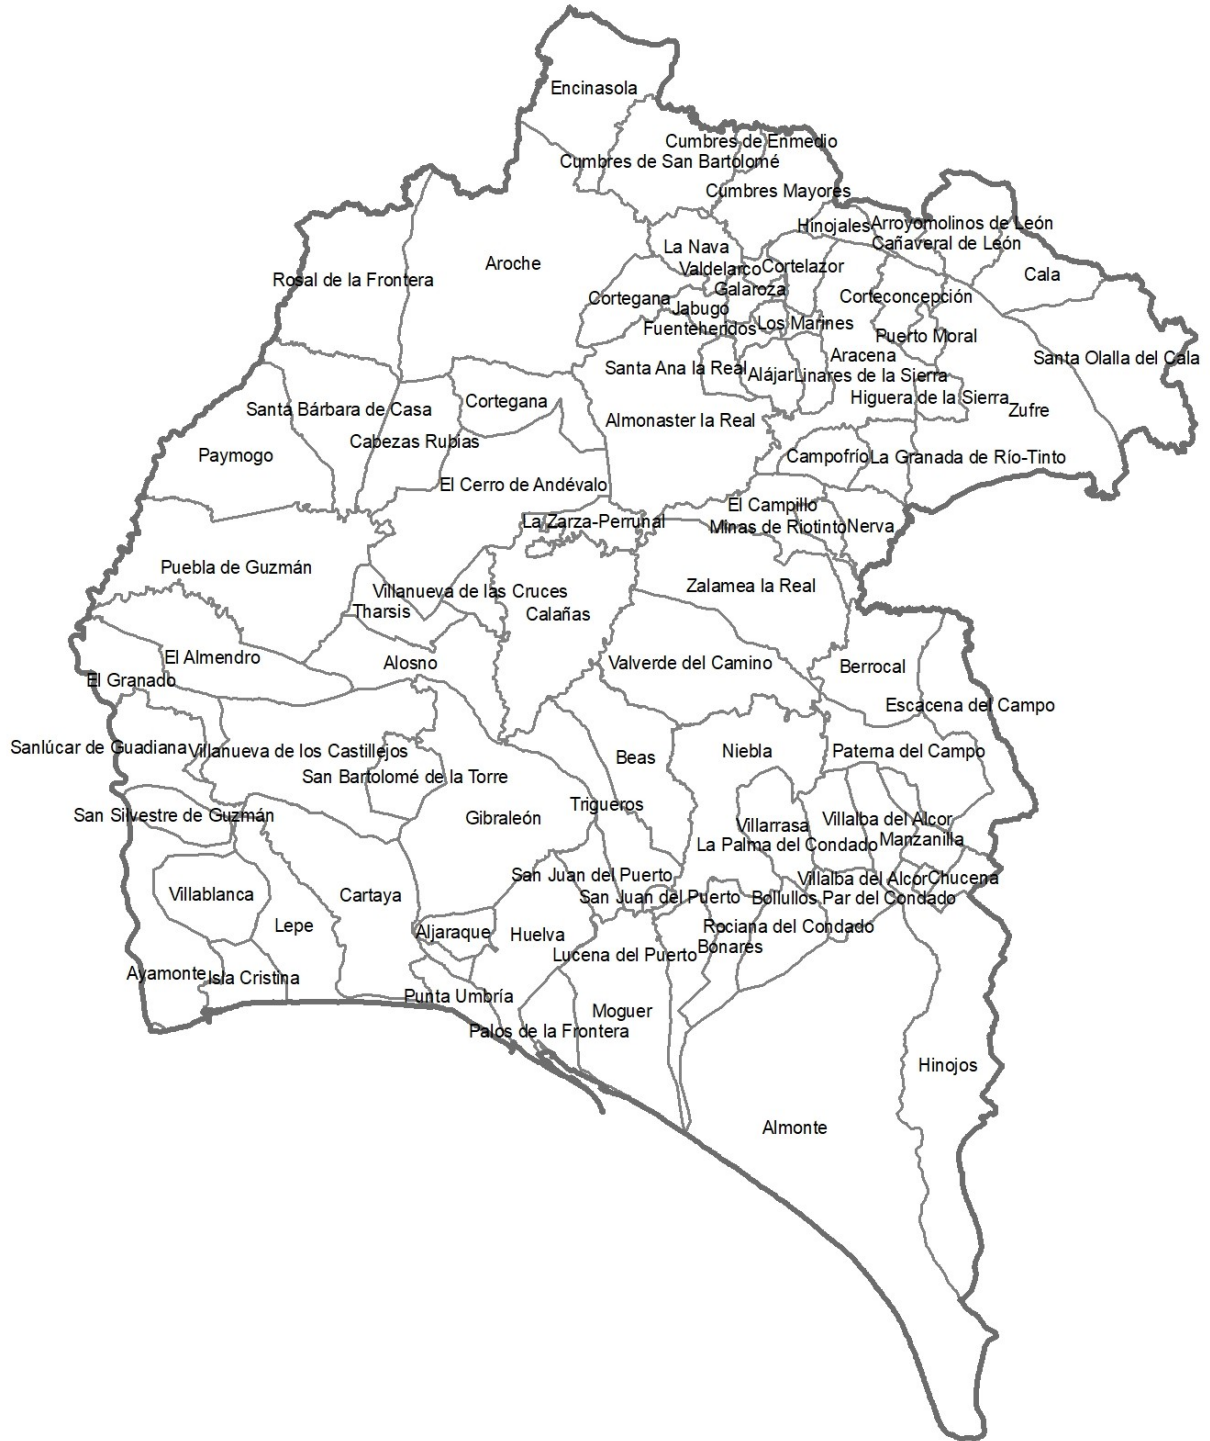 Encinasola
Cumbres de Enmedio
Cumbres de San Bartolomé
Cumbres Mayores
Hinojales
Arroyomolinos de León
Cañaveral de León
La Nava
Aroche
Valdelarco
Cortelazor
Cala
Rosal de la Frontera
Galaroza
Cortegana
Corteconcepción
Jabugo
Fuenteheridos
Los Marines
Puerto Moral
Aracena
Santa Olalla del Cala
Santa Ana la Real
Alájar
Linares de la Sierra
Higuera de la Sierra
Cortegana
Santa Bárbara de Casa
Zufre
Almonaster la Real
Cabezas Rubias
Paymogo
Campofrío
La Granada de Río-Tinto
El Cerro de Andévalo
El Campillo
La Zarza-Perrunal
Minas de Riotinto
Nerva
Puebla de Guzmán
Zalamea la Real
Villanueva de las Cruces
Tharsis
Calañas
El Almendro
Alosno
Valverde del Camino
Berrocal
El Granado
Escacena del Campo
Sanlúcar de Guadiana
Villanueva de los Castillejos
Beas
Niebla
Paterna del Campo
San Bartolomé de la Torre
Trigueros
San Silvestre de Guzmán
Gibraleón
Villarrasa
Villalba del Alcor
Manzanilla
La Palma del Condado
San Juan del Puerto
Villalba del Alcor
Chucena
Villablanca
Cartaya
San Juan del Puerto
Bollullos Par del Condado
Lepe
Aljaraque
Huelva
Rociana del Condado
Bonares
Lucena del Puerto
Ayamonte
Isla Cristina
Punta Umbría
Moguer
Palos de la Frontera
Hinojos
Almonte